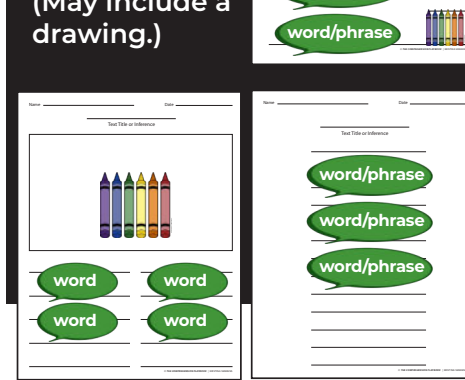 (May include a
drawing.)
word/phrase
Name
Date
Text Title or Inference
word
word
word
word
Name
Date
Text Title or Inference
word/phrase
word/phrase
word/phrase